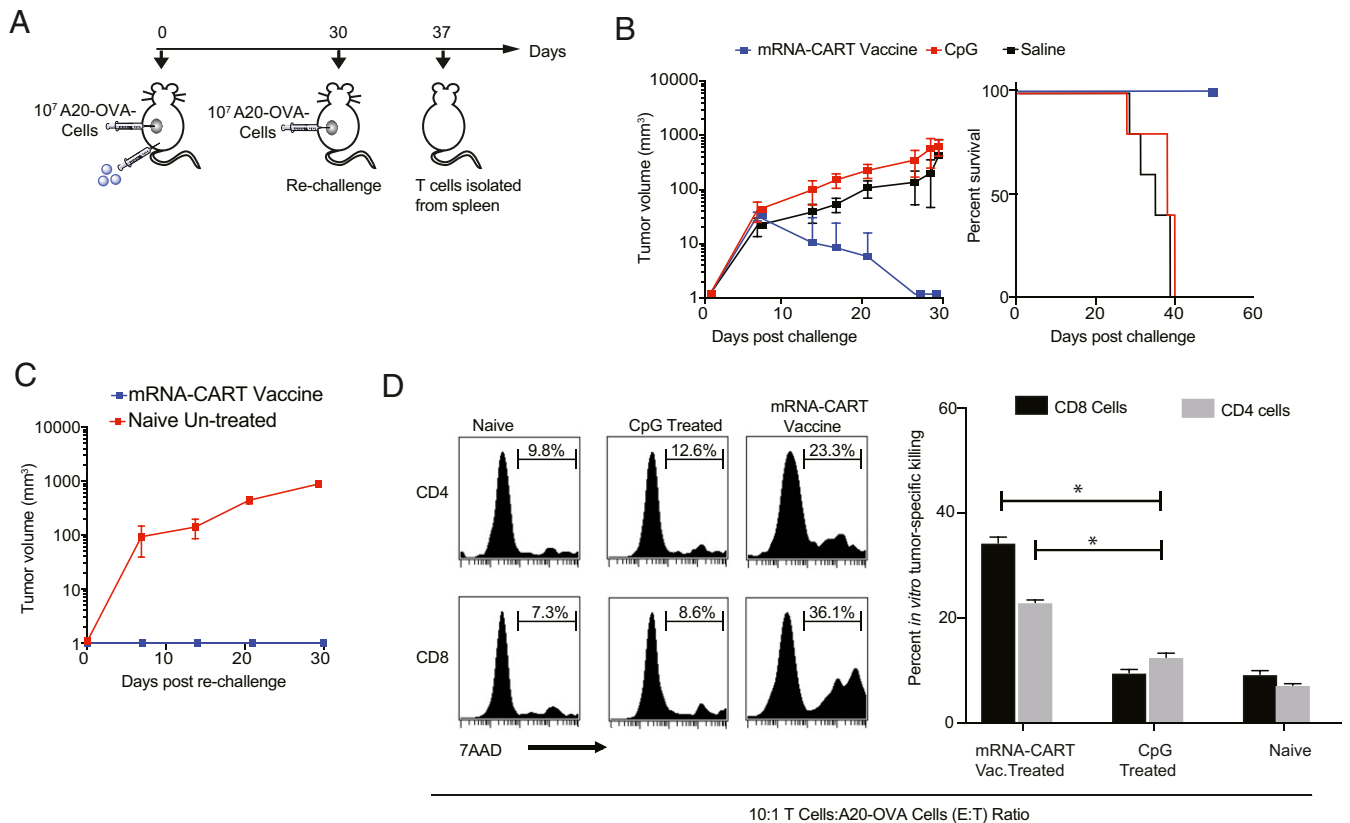 A
0
30
37
Days
10⁷ A20-OVA-
Cells
10⁷ A20-OVA-
Cells
Re-challenge
T cells isolated
from spleen
B
mRNA-CART Vaccine
CpG
Saline
Tumor volume (mm³)
10000
1000
100
10
1
0
10
20
30
Days post challenge
Percent survival
100
50
0
0
20
40
60
Days post challenge
C
mRNA-CART Vaccine
Naive Un-treated
Tumor volume (mm³)
10000
1000
100
10
1
0
10
20
30
Days post re-challenge
D
Naive
CpG Treated
mRNA-CART
Vaccine
CD4
9.8%
12.6%
23.3%
CD8
7.3%
8.6%
36.1%
7AAD
CD8 Cells
CD4 cells
Percent in vitro tumor-specific killing
60
40
20
0
*
*
mRNA-CART
Vac.Treated
CpG
Treated
Naive
10:1 T Cells:A20-OVA Cells (E:T) Ratio